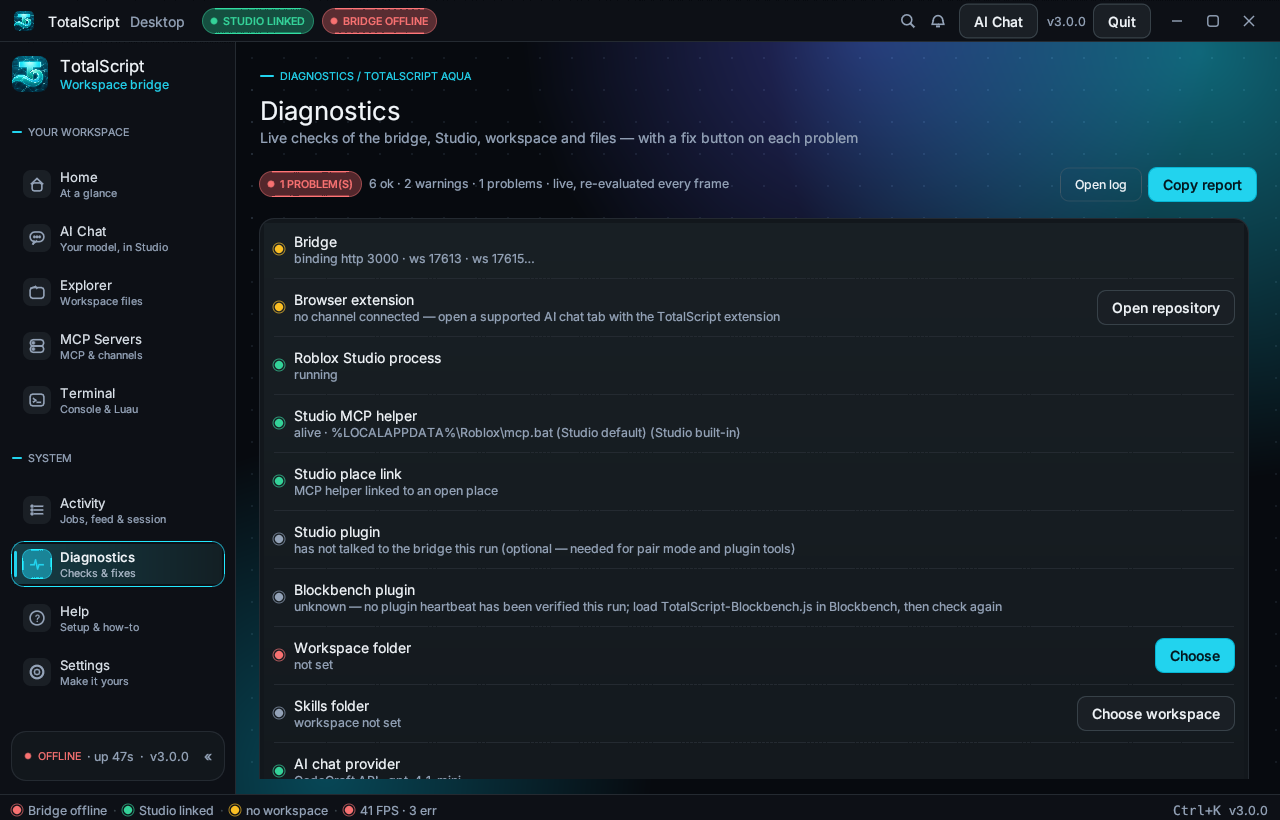 TotalScript Desktop STUDIO LINKED BRIDGE OFFLINE AI Chat v3.0.0 Quit
TotalScript
Workspace bridge
YOUR WORKSPACE
Home
At a glance
AI Chat
Your model, in Studio
Explorer
Workspace files
MCP Servers
MCP & channels
Terminal
Console & Luau
SYSTEM
Activity
Jobs, feed & session
Diagnostics
Checks & fixes
Help
Setup & how-to
Settings
Make it yours
OFFLINE · up 47s · v3.0.0 «
DIAGNOSTICS / TOTALSCRIPT AQUA
Diagnostics
Live checks of the bridge, Studio, workspace and files — with a fix button on each problem
1 PROBLEM(S) 6 ok · 2 warnings · 1 problems · live, re-evaluated every frame Open log Copy report
Bridge
binding http 3000 · ws 17613 · ws 17615...
Browser extension
no channel connected — open a supported AI chat tab with the TotalScript extension
Open repository
Roblox Studio process
running
Studio MCP helper
alive · %LOCALAPPDATA%\Roblox\mcp.bat (Studio default) (Studio built-in)
Studio place link
MCP helper linked to an open place
Studio plugin
has not talked to the bridge this run (optional — needed for pair mode and plugin tools)
Blockbench plugin
unknown — no plugin heartbeat has been verified this run; load TotalScript-Blockbench.js in Blockbench, then check again
Workspace folder
not set
Choose
Skills folder
workspace not set
Choose workspace
AI chat provider
Bridge offline · Studio linked · no workspace · 41 FPS · 3 err Ctrl+K v3.0.0